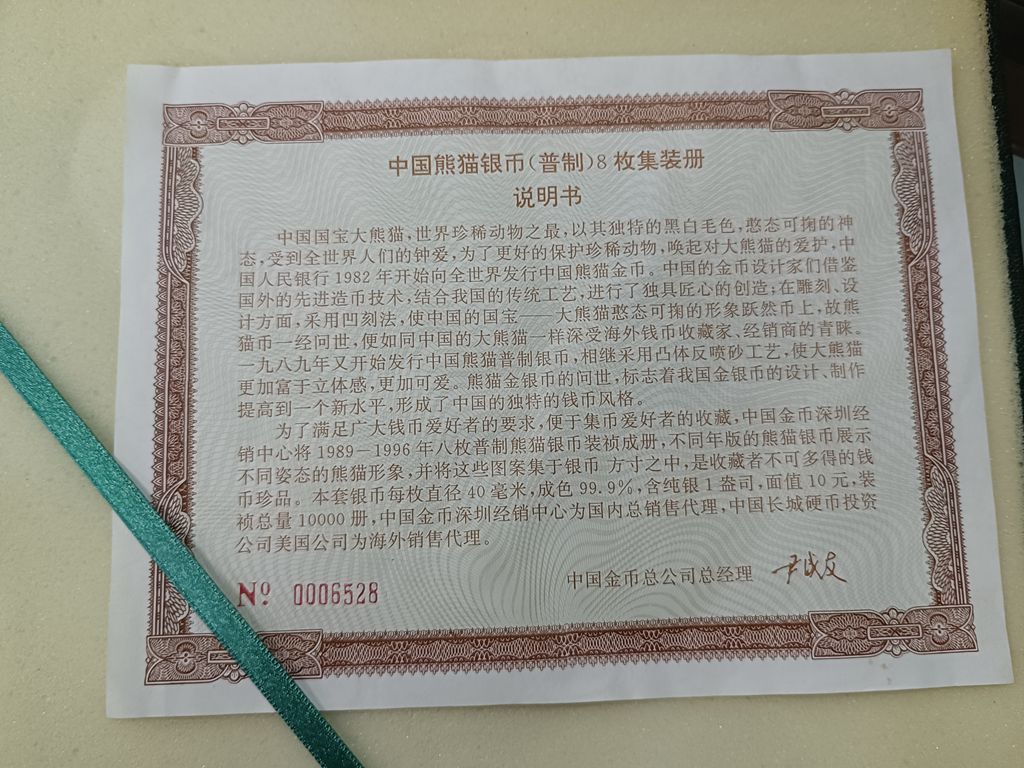 中国熊猫银币(普制)8枚集装册
说明书
中国国宝大熊猫,世界珍稀动物之最,以其独特的黑白毛色,憨态可掬的神
态,受到全世界人们的钟爱,为了更好的保护珍稀动物,唤起对大熊猫的爱护,中
国人民银行1982年开始向全世界发行中国熊猫金币。中国的金币设计家们借鉴
国外的先进造币技术,结合我国的传统工艺,进行了独具匠心的创造;在雕刻、设
计方面,采用凹刻法,使中国的国宝——大熊猫憨态可掬的形象跃然币上,故熊
猫币一经问世,便如同中国的大熊猫一样深受海外钱币收藏家、经销商的青睐。
一九八九年又开始发行中国熊猫普制银币,相继采用凸体反喷砂工艺,使大熊猫
更加富于立体感,更加可爱。熊猫金银币的问世,标志着我国金银币的设计、制作
提高到一个新水平,形成了中国的独特的钱币风格。
为了满足广大钱币爱好者的要求,便于集币爱好者的收藏,中国金币深圳经
销中心将1989—1996年八枚普制熊猫银币装祯成册,不同年版的熊猫银币展示
不同姿态的熊猫形象,并将这些图案集于银币 方寸之中,是收藏者不可多得的钱
币珍品。本套银币每枚直径40毫米,成色99.9%,含纯银1盎司,面值10元,装
祯总量10000册,中国金币深圳经销中心为国内总销售代理,中国长城硬币投资
公司美国公司为海外销售代理。
中国金币总公司总经理
Nº 0006528